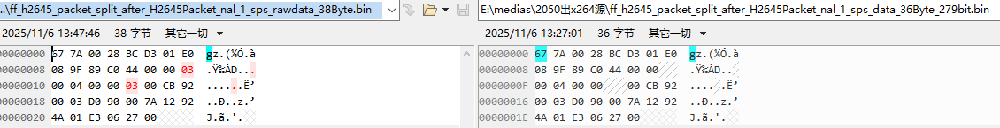 ..\ff_h2645_packet_split_after_H2645Packet_nal_1_sps_rawdata_38Byte.bin
E:\medias\2050出x264源\ff_h2645_packet_split_after_H2645Packet_nal_1_sps_data_36Byte_279bit.bin
2025/11/6 13:47:46 38 字节 其它一切
2025/11/6 13:27:01 36 字节 其它一切
00000000 67 7A 00 28 BC D3 01 E0 gz.(¼Ó.à
00000008 08 9F 89 C0 44 00 00 03 .Ÿ‰ÀD...
00000010 00 04 00 00 03 00 CB 92 ......Ë’
00000018 00 03 D0 90 00 7A 12 92 ..Ð..z.’
00000020 4A 01 E3 06 27 00 J.ã.'.
00000000 67 7A 00 28 BC D3 01 E0 gz.(¼Ó.à
00000008 08 9F 89 C0 44 00 00 .Ÿ‰ÀD..
0000000F 00 04 00 00 00 CB 92 .....Ë’
00000016 00 03 D0 90 00 7A 12 92 ..Ð..z.’
0000001E 4A 01 E3 06 27 00 J.ã.'.